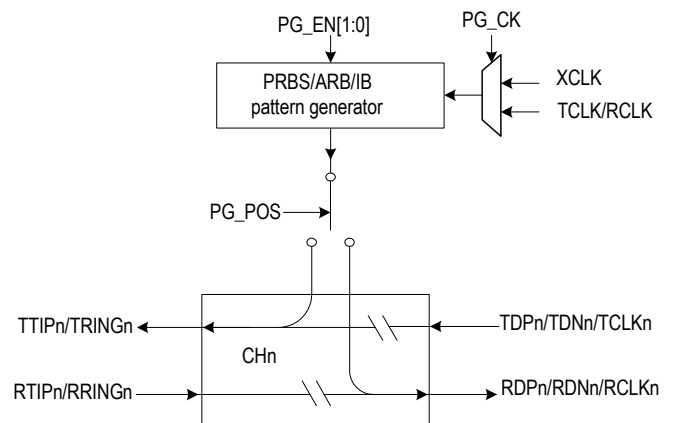 PG_EN[1:0]
PG_CK
PRBS/ARB/IB
pattern generator
XCLK
TCLK/RCLK
PG_POS
TTIPn/TRINGn
TDPn/TDNn/TCLKn
CHn
RTIPn/RRINGn
RDPn/RDNn/RCLKn